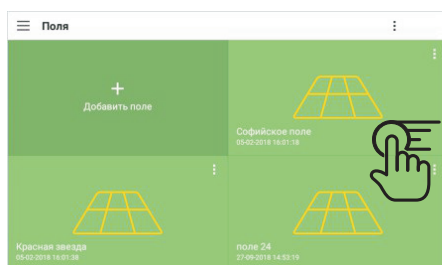 Поля
Добавить поле
Софийское поле
05-02-2018 16:01:18
Красная звезда
05-02-2018 16:01:38
поле 24
27-09-2018 14:53:19